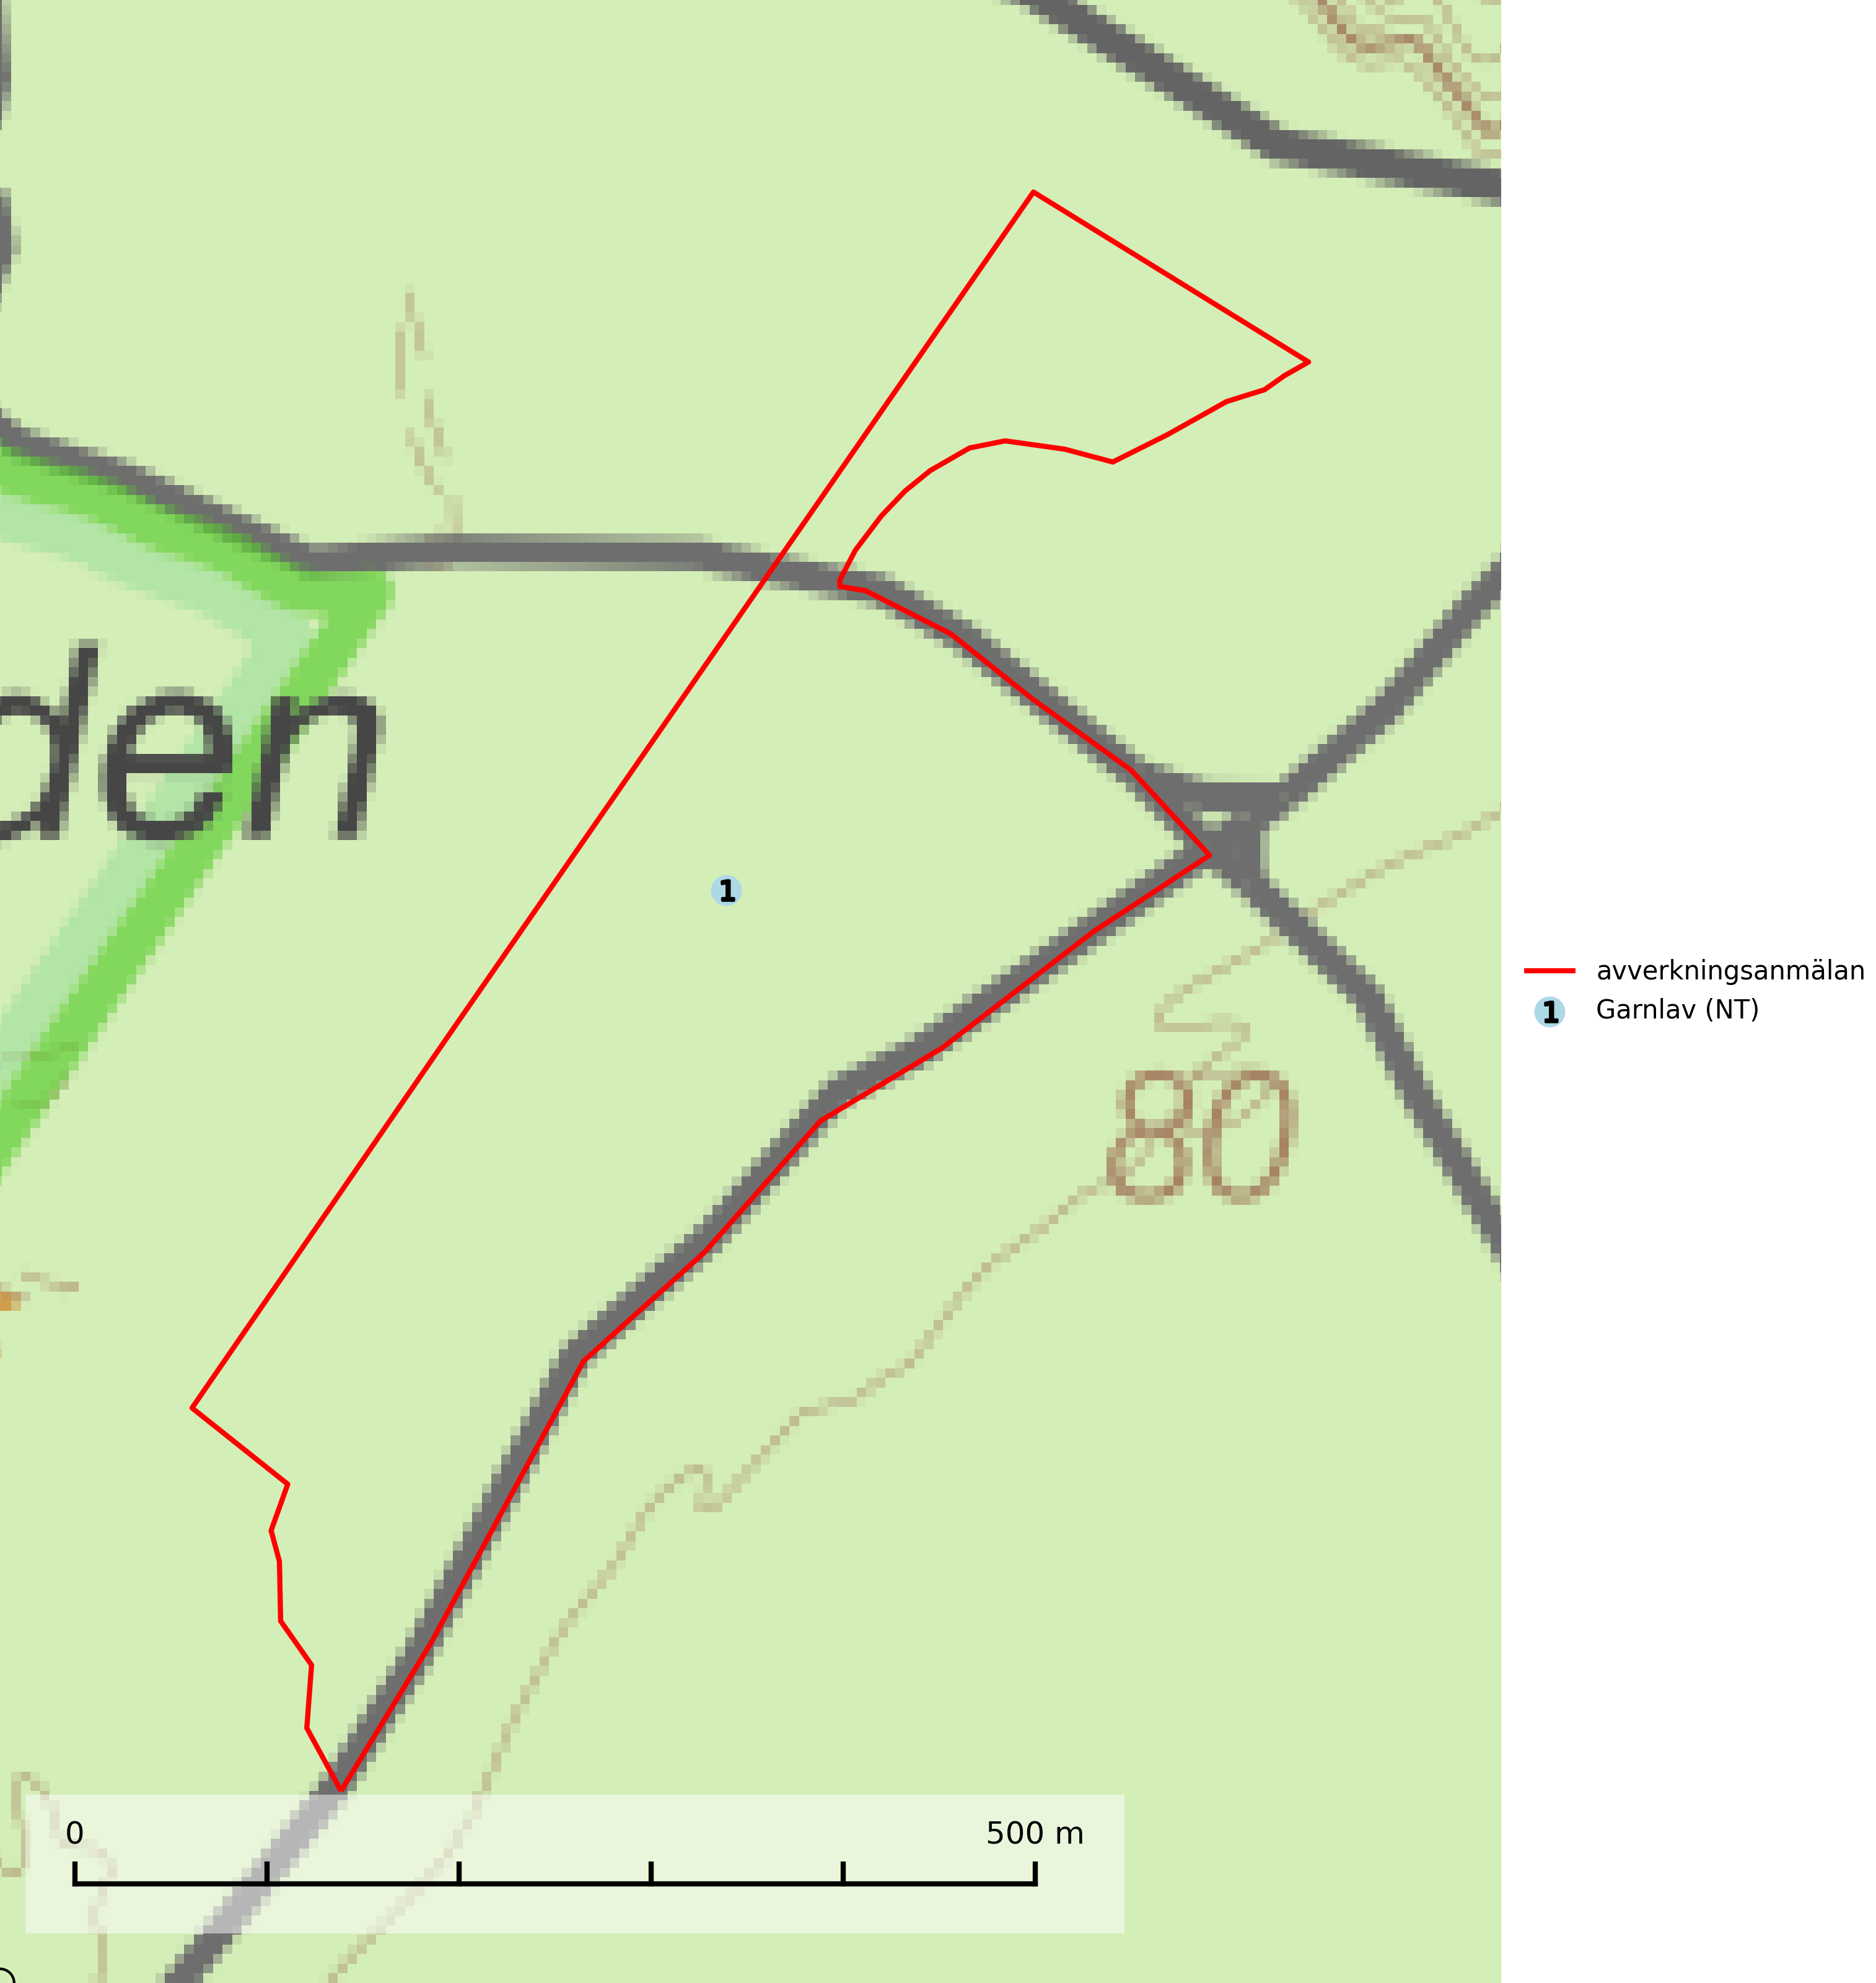 den
1
80
avverkningsanmälan
1 Garnlav (NT)
0 500 m